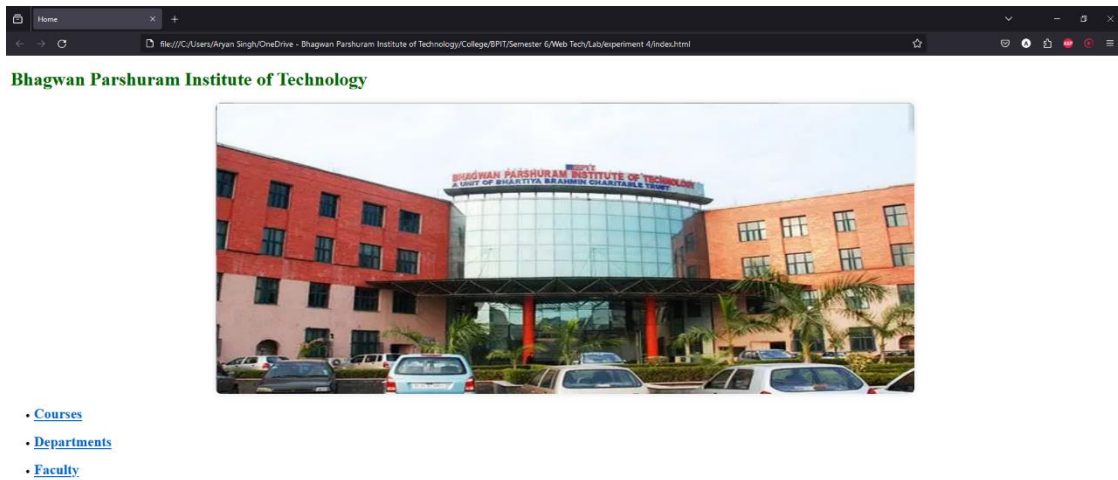 Home
file:///C:/Users/Aryan Singh/OneDrive - Bhagwan Parshuram Institute of Technology/College/BPIT/Semester 6/Web Tech/Lab/experiment 4/index.html
Bhagwan Parshuram Institute of Technology
BPIT
BHAGWAN PARSHURAM INSTITUTE OF TECHNOLOGY
A UNIT OF BHARTIYA BRAHMIN CHARITABLE TRUST
• Courses
• Departments
• Faculty